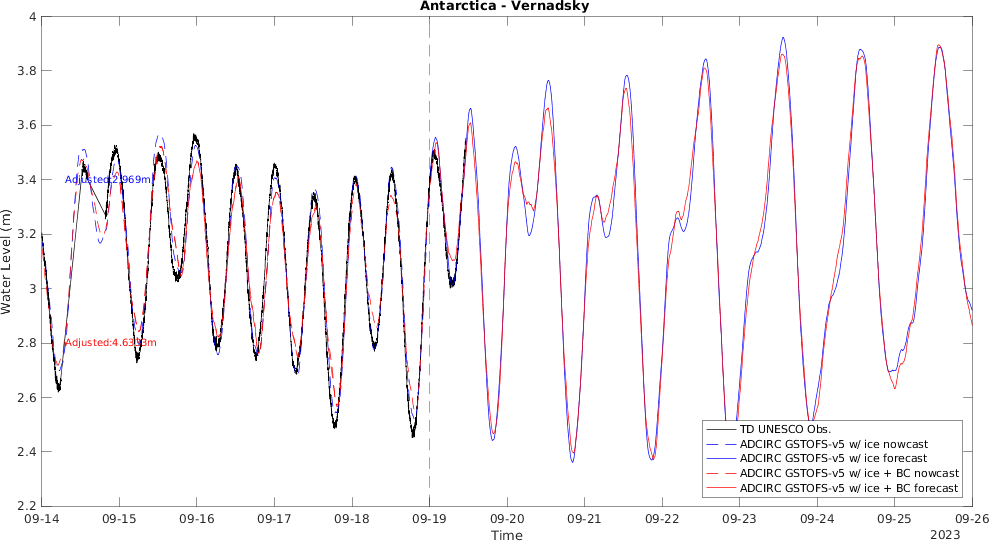 Antarctica - Vernadsky
Water Level (m)
4
3.8
3.6
3.4
3.2
3
2.8
2.6
2.4
2.2
Adjusted:2.969m
TD UNESCO Obs.
ADCIRC GSTOFS-v5 w/ ice nowcast
ADCIRC GSTOFS-v5 w/ ice forecast
ADCIRC GSTOFS-v5 w/ ice + BC nowcast
ADCIRC GSTOFS-v5 w/ ice + BC forecast
09-14 09-15 09-16 09-17 09-18 09-19 09-20 09-21 09-22 09-23 09-24 09-25 09-26
Time
2023